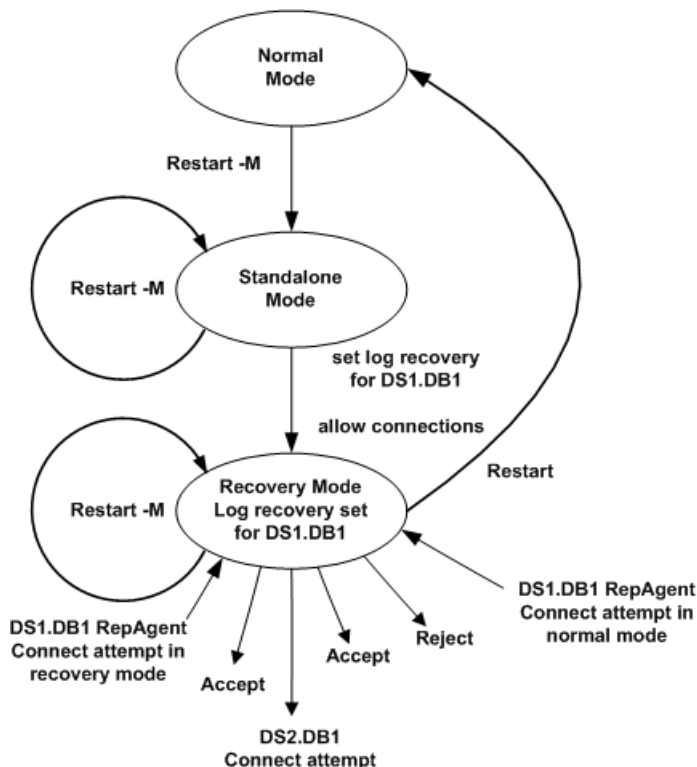 Normal
Mode
Restart -M
Restart -M
Standalone
Mode
set log recovery
for DS1.DB1
allow connections
Restart
Restart -M
Recovery Mode
Log recovery set
for DS1.DB1
DS1.DB1 RepAgent
Connect attempt in
recovery mode
Accept
Accept
Reject
DS1.DB1 RepAgent
Connect attempt in
normal mode
DS2.DB1
Connect attempt